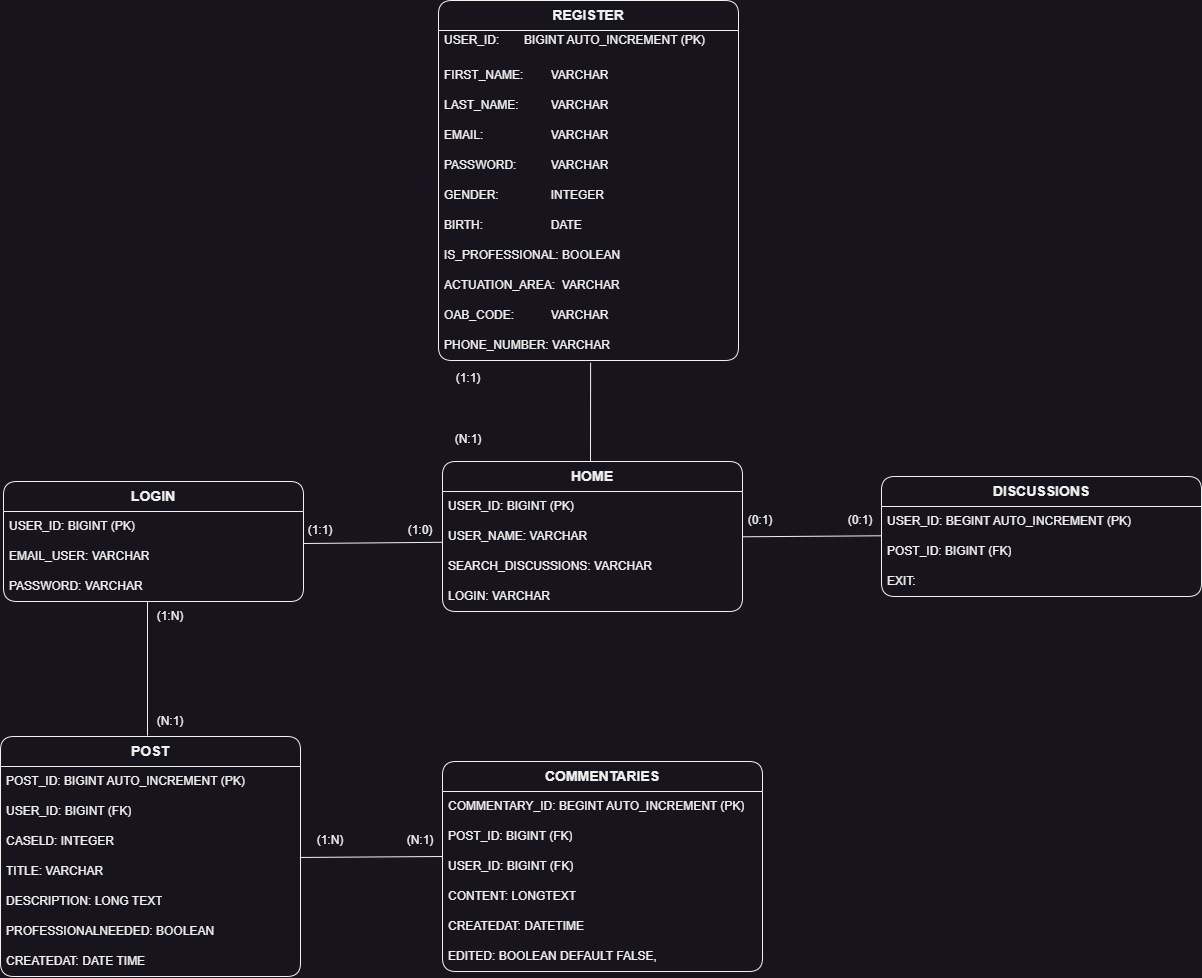 REGISTER
USER_ID: BIGINT AUTO_INCREMENT (PK)
FIRST_NAME: VARCHAR
LAST_NAME: VARCHAR
EMAIL: VARCHAR
PASSWORD: VARCHAR
GENDER: INTEGER
BIRTH: DATE
IS_PROFESSIONAL: BOOLEAN
ACTUATION_AREA: VARCHAR
OAB_CODE: VARCHAR
PHONE_NUMBER: VARCHAR
(1:1)
(N:1)
LOGIN
USER_ID: BIGINT (PK)
EMAIL_USER: VARCHAR
PASSWORD: VARCHAR
(1:1)
(1:0)
HOME
USER_ID: BIGINT (PK)
USER_NAME: VARCHAR
SEARCH_DISCUSSIONS: VARCHAR
LOGIN: VARCHAR
(0:1)
(0:1)
DISCUSSIONS
USER_ID: BEGINT AUTO_INCREMENT (PK)
POST_ID: BIGINT (FK)
EXIT:
(1:N)
(N:1)
POST
POST_ID: BIGINT AUTO_INCREMENT (PK)
USER_ID: BIGINT (FK)
CASELD: INTEGER
TITLE: VARCHAR
DESCRIPTION: LONG TEXT
PROFESSIONALNEEDED: BOOLEAN
CREATEDAT: DATE TIME
(1:N)
(N:1)
COMMENTARIES
COMMENTARY_ID: BEGINT AUTO_INCREMENT (PK)
POST_ID: BIGINT (FK)
USER_ID: BIGINT (FK)
CONTENT: LONGTEXT
CREATEDAT: DATETIME
EDITED: BOOLEAN DEFAULT FALSE,